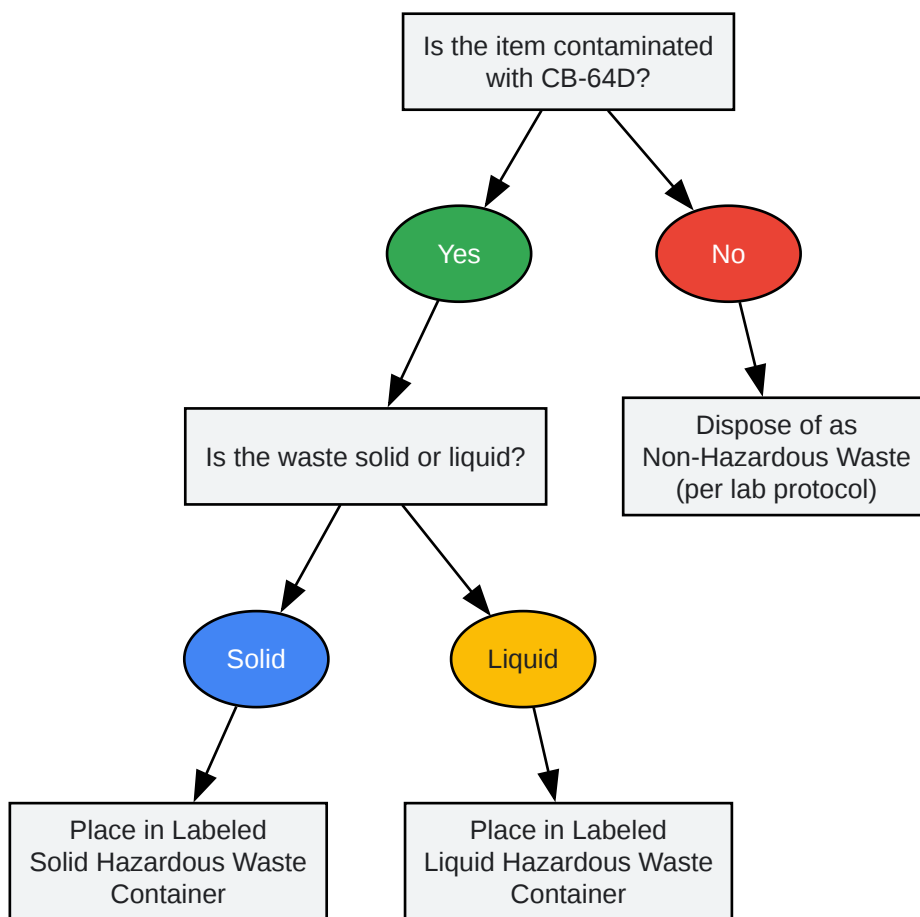 Is the item contaminated
with CB-64D?
Yes
No
Is the waste solid or liquid?
Dispose of as
Non-Hazardous Waste
(per lab protocol)
Solid
Liquid
Place in Labeled
Solid Hazardous Waste
Container
Place in Labeled
Liquid Hazardous Waste
Container